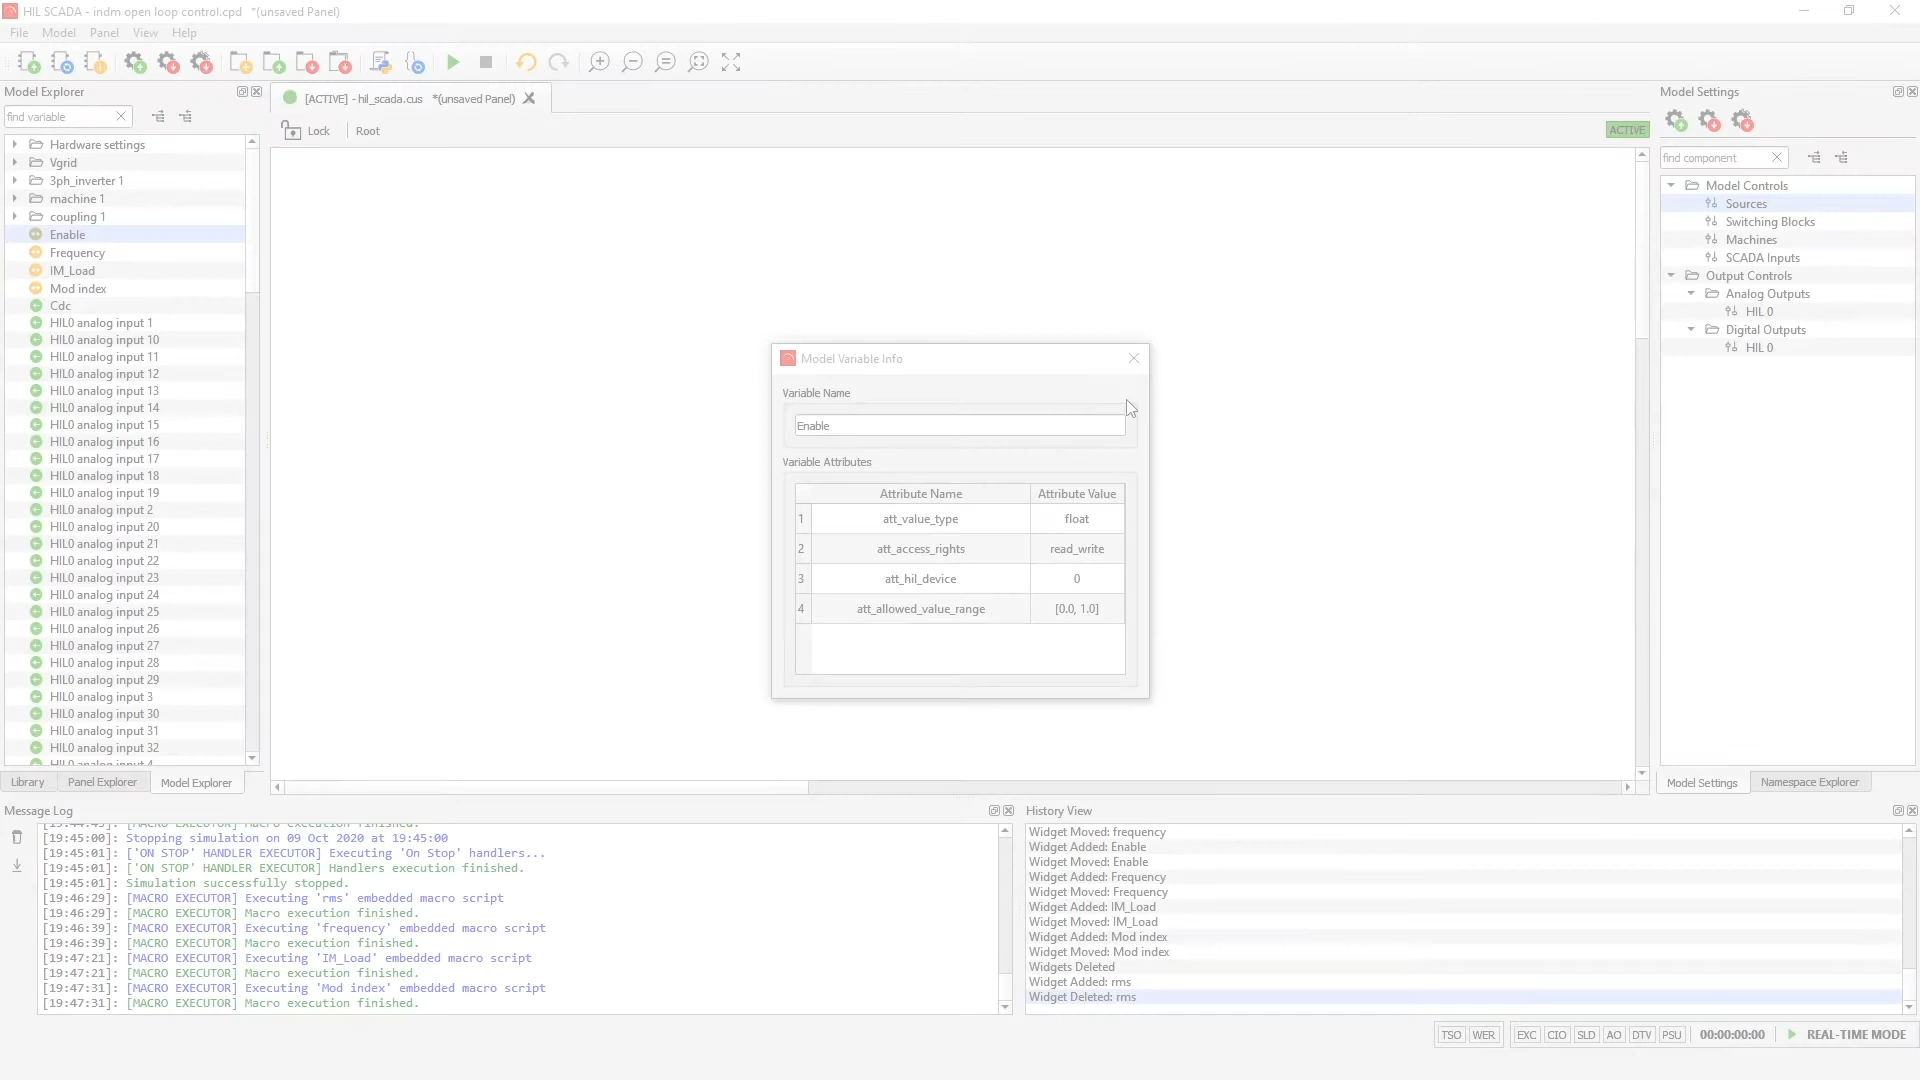 HIL SCADA - indm open loop control.cpd *(unsaved Panel)
File Model Panel View Help
Model Explorer
find variable
Hardware settings
Vgrid
3ph_inverter 1
machine 1
coupling 1
Enable
Frequency
IM_Load
Mod index
Cdc
HIL0 analog input 1
HIL0 analog input 10
HIL0 analog input 11
HIL0 analog input 12
HIL0 analog input 13
HIL0 analog input 14
HIL0 analog input 15
HIL0 analog input 16
HIL0 analog input 17
HIL0 analog input 18
HIL0 analog input 19
HIL0 analog input 2
HIL0 analog input 20
HIL0 analog input 21
HIL0 analog input 22
HIL0 analog input 23
HIL0 analog input 24
HIL0 analog input 25
HIL0 analog input 26
HIL0 analog input 27
HIL0 analog input 28
HIL0 analog input 29
HIL0 analog input 3
HIL0 analog input 30
HIL0 analog input 31
HIL0 analog input 32
HIL0 analog input 4
Library Panel Explorer Model Explorer
[ACTIVE] - hil_scada.cus *(unsaved Panel)
Lock Root
ACTIVE
Model Variable Info
Variable Name
Enable
Variable Attributes
Attribute Name Attribute Value
1 att_value_type float
2 att_access_rights read_write
3 att_hil_device 0
4 att_allowed_value_range [0.0, 1.0]
Model Settings
find component
Model Controls
Sources
Switching Blocks
Machines
SCADA Inputs
Output Controls
Analog Outputs
HIL 0
Digital Outputs
HIL 0
Model Settings Namespace Explorer
Message Log
[19:44:45]: [MACRO EXECUTOR] Macro execution finished.
[19:45:00]: Stopping simulation on 09 Oct 2020 at 19:45:00
[19:45:01]: ['ON STOP' HANDLER EXECUTOR] Executing 'On Stop' handlers...
[19:45:01]: ['ON STOP' HANDLER EXECUTOR] Handlers execution finished.
[19:45:01]: Simulation successfully stopped.
[19:46:29]: [MACRO EXECUTOR] Executing 'rms' embedded macro script
[19:46:29]: [MACRO EXECUTOR] Macro execution finished.
[19:46:39]: [MACRO EXECUTOR] Executing 'frequency' embedded macro script
[19:46:39]: [MACRO EXECUTOR] Macro execution finished.
[19:47:21]: [MACRO EXECUTOR] Executing 'IM_Load' embedded macro script
[19:47:21]: [MACRO EXECUTOR] Macro execution finished.
[19:47:31]: [MACRO EXECUTOR] Executing 'Mod index' embedded macro script
[19:47:31]: [MACRO EXECUTOR] Macro execution finished.
History View
Widget Moved: frequency
Widget Added: Enable
Widget Moved: Enable
Widget Added: Frequency
Widget Moved: Frequency
Widget Added: IM_Load
Widget Moved: IM_Load
Widget Added: Mod index
Widget Moved: Mod index
Widgets Deleted
Widget Added: rms
Widget Deleted: rms
TSO WER EXC CIO SLD AO DTV PSU 00:00:00:00 REAL-TIME MODE